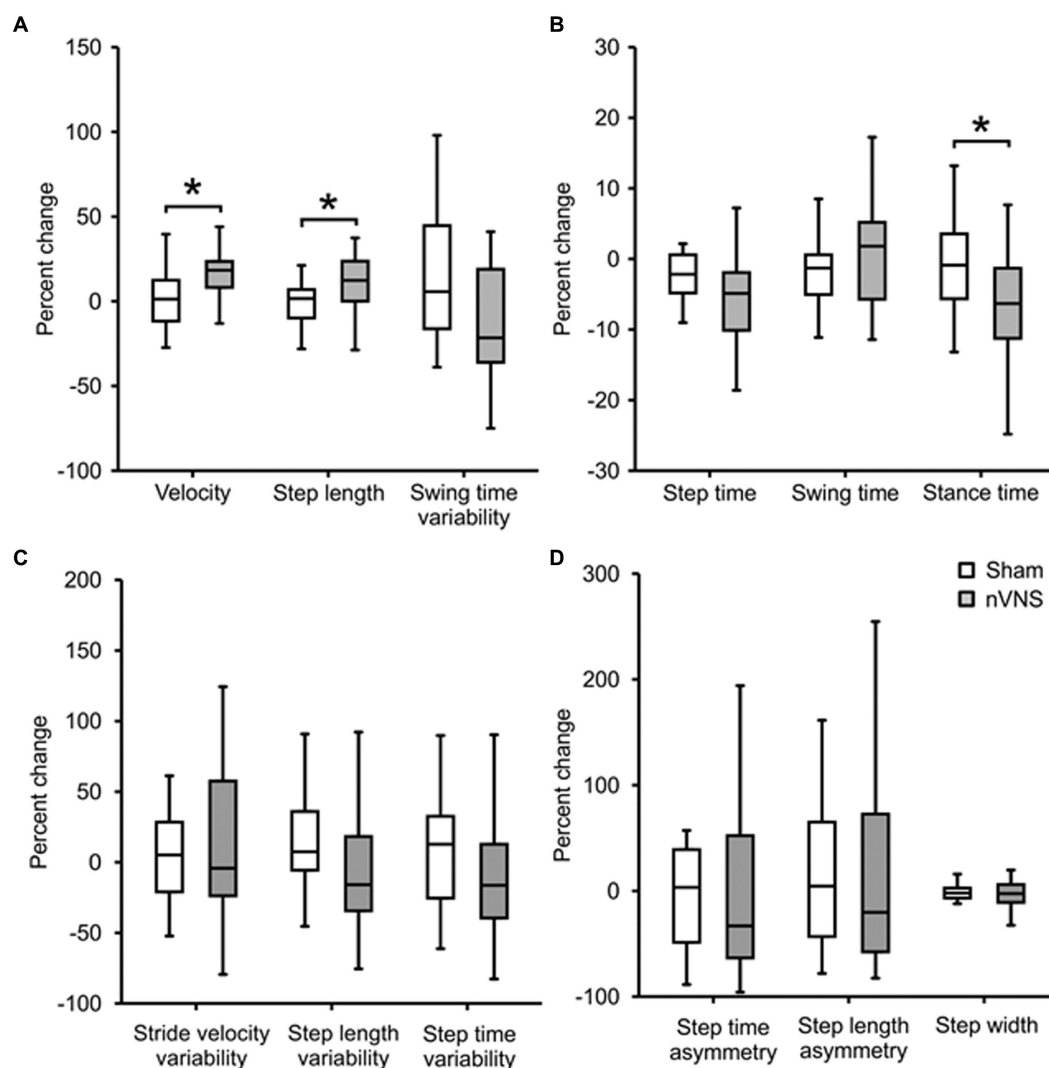 A
150
100
50
0
-50
-100
Percent change
*
*
Velocity
Step length
Swing time
variability
B
30
20
10
0
-10
-20
-30
Percent change
*
Step time
Swing time
Stance time
C
200
150
100
50
0
-50
-100
Percent change
Stride velocity
variability
Step length
variability
Step time
variability
D
300
200
100
0
-100
Percent change
Sham
nVNS
Step time
asymmetry
Step length
asymmetry
Step width